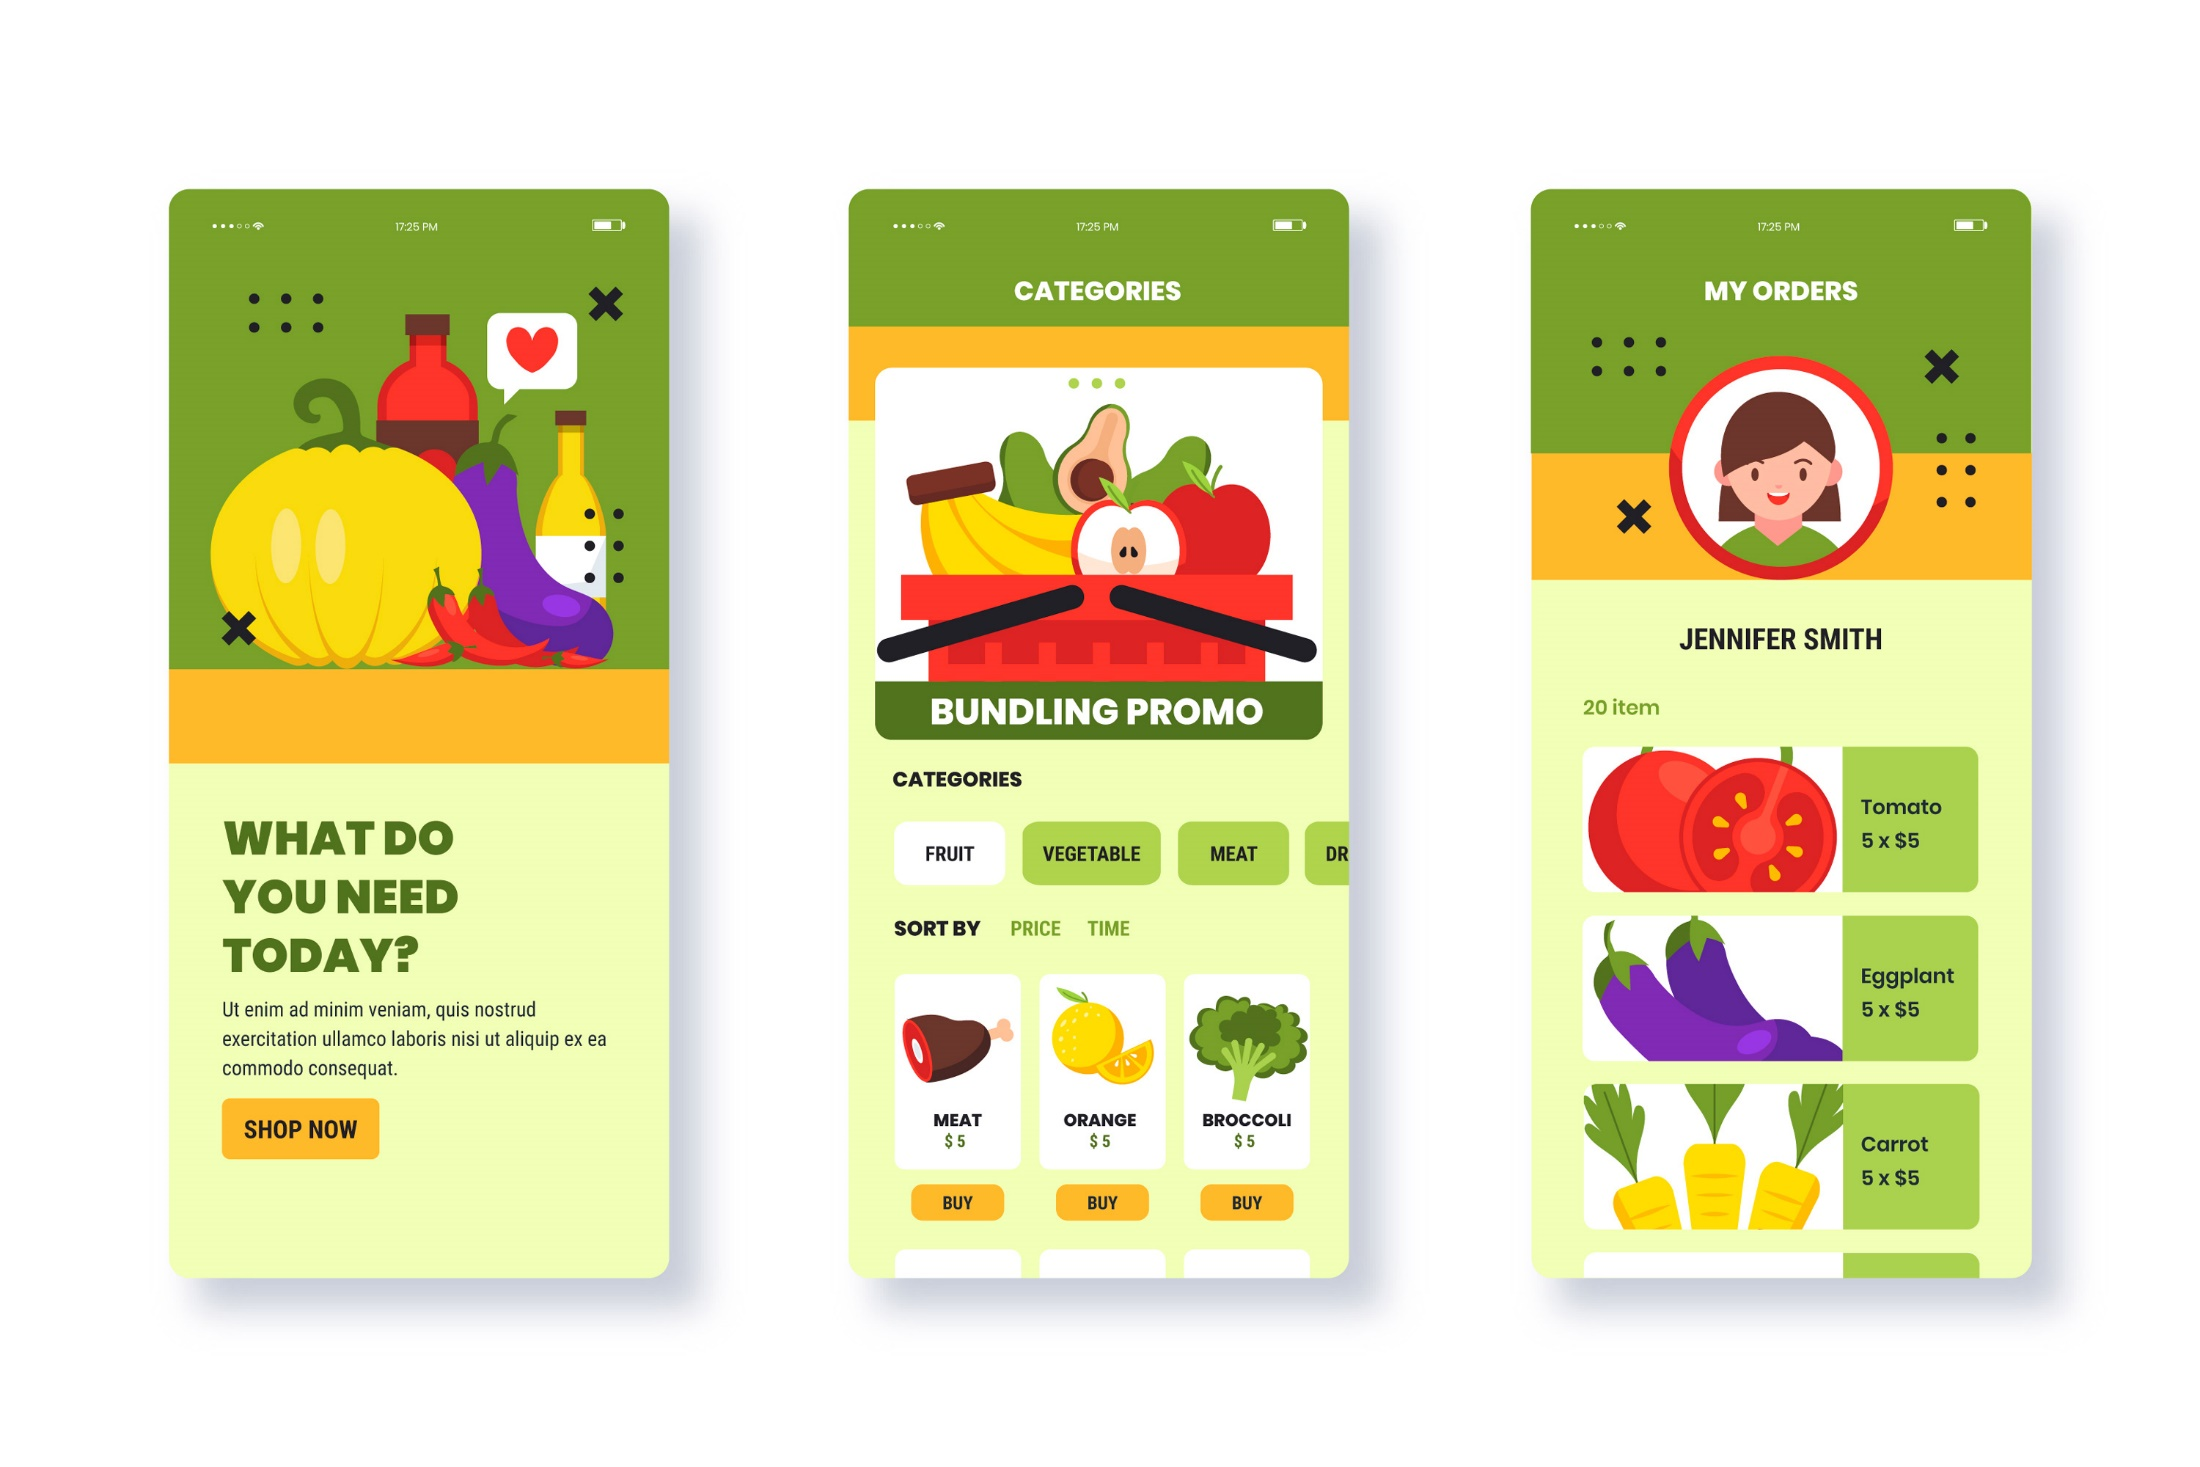 17:25 PM
WHAT DO
YOU NEED
TODAY?
Ut enim ad minim veniam, quis nostrud
exercitation ullamco laboris nisi ut aliquip ex ea
commodo consequat.
SHOP NOW
17:25 PM
CATEGORIES
BUNDLING PROMO
CATEGORIES
FRUIT VEGETABLE MEAT DR
SORT BY PRICE TIME
MEAT
$ 5
BUY
ORANGE
$ 5
BUY
BROCCOLI
$ 5
BUY
17:25 PM
MY ORDERS
JENNIFER SMITH
20 item
Tomato
5 x $5
Eggplant
5 x $5
Carrot
5 x $5